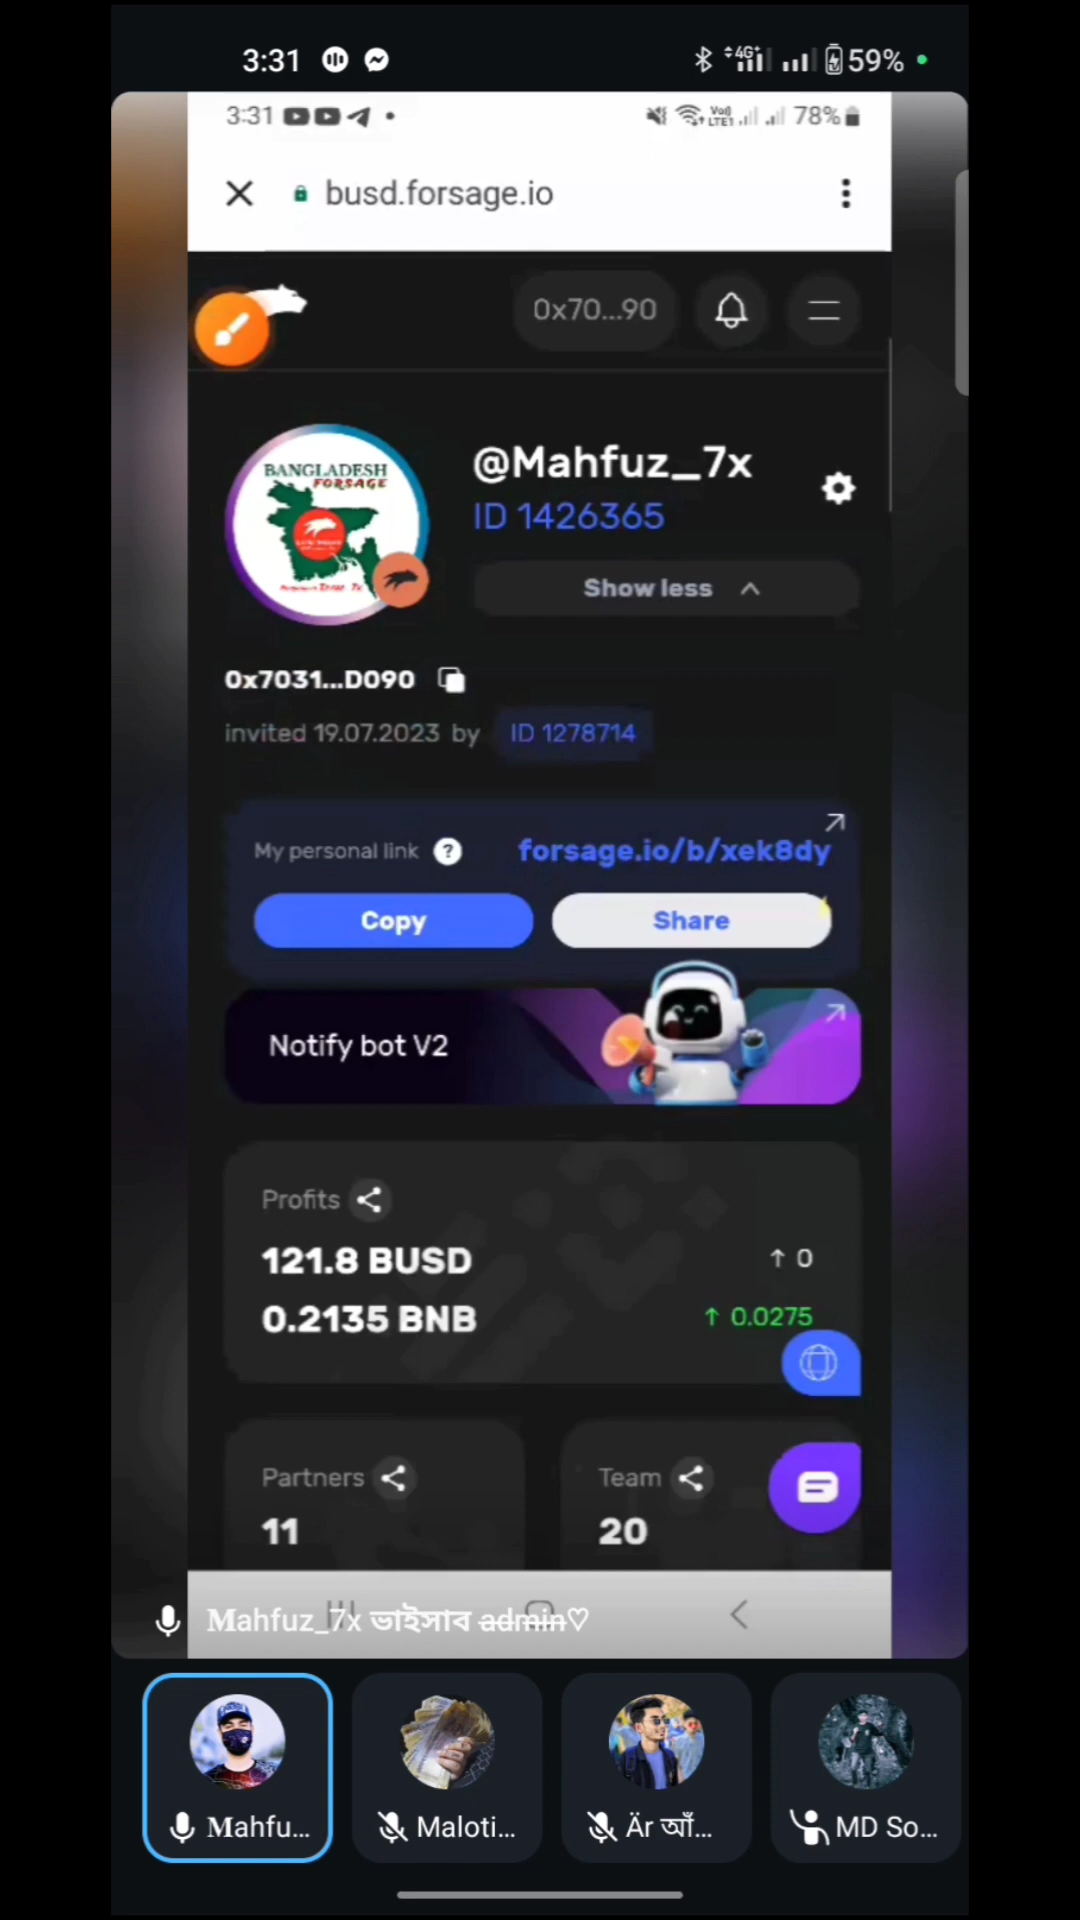 3:31
4G+ 59%
3:31
Vo)) LTE1 78%
busd.forsage.io
0x70...90
BANGLADESH
FORSAGE
@Mahfuz_7x
ID 1426365
Show less
0x7031...D090
invited 19.07.2023 by ID 1278714
My personal link ? forsage.io/b/xek8dy
Copy Share
Notify bot V2
Profits
121.8 BUSD ↑ 0
0.2135 BNB ↑ 0.0275
Partners Team
11 20
Mahfuz_7x ভাইসাব admin♡
Mahfu... Maloti... Är আঁ... MD So...